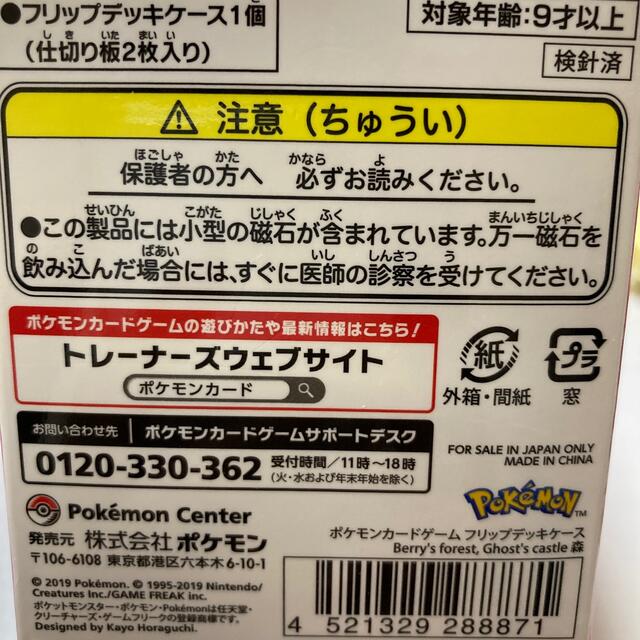 ●フリップデッキケース1個
(仕切り板2枚入り)
対象年齢:9才以上
検針済
注意(ちゅうい)
保護者の方へ 必ずお読みください。
●この製品には小型の磁石が含まれています。万一磁石を
飲み込んだ場合には、すぐに医師の診察を受けてください。
ポケモンカードゲームの遊びかたや最新情報はこちら!
トレーナーズウェブサイト
ポケモンカード
紙
外箱・間紙
プラ
窓
お問い合わせ先 ポケモンカードゲームサポートデスク
0120-330-362 受付時間/11時~18時
(火・水および年末年始を除く)
FOR SALE IN JAPAN ONLY
MADE IN CHINA
Pokémon Center
発売元 株式会社ポケモン
〒106-6108 東京都港区六本木6-10-1
POKéMON™
ポケモンカードゲーム フリップデッキケース
Berry's forest, Ghost's castle 森
© 2019 Pokémon. © 1995-2019 Nintendo/
Creatures Inc./GAME FREAK inc.
ポケットモンスター・ポケモン・Pokémonは任天堂・
クリーチャーズ・ゲームフリークの登録商標です。
Designed by Kayo Horaguchi.
4 521329 288871